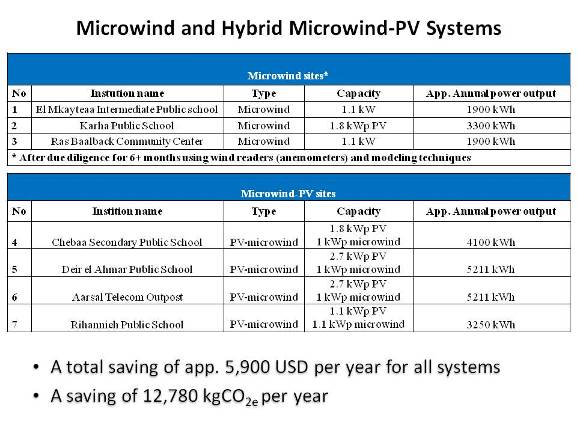 Microwind and Hybrid Microwind-PV Systems
Microwind sites*
No Instution name Type Capacity App. Annual power output
1 El Mkayteaa Intermediate Public school Microwind 1.1 kW 1900 kWh
2 Karha Public School Microwind 1.8 kWp PV 3300 kWh
3 Ras Baalback Community Center Microwind 1.1 kW 1900 kWh
* After due diligence for 6+ months using wind readers (anemometers) and modeling techniques
Microwind-PV sites
No Instition name Type Capacity App. Annual power output
4 Chebaa Secondary Public School PV-microwind 1.8 kWp PV 1 kWp microwind 4100 kWh
5 Deir el Ahmar Public School PV-microwind 2.7 kWp PV 1 kWp microwind 5211 kWh
6 Aarsal Telecom Outpost PV-microwind 2.7 kWp PV 1 kWp microwind 5211 kWh
7 Rihannieh Public School PV-microwind 1.1 kWp PV 1.1 kWp microwind 3250 kWh
• A total saving of app. 5,900 USD per year for all systems
• A saving of 12,780 kgCO2e per year